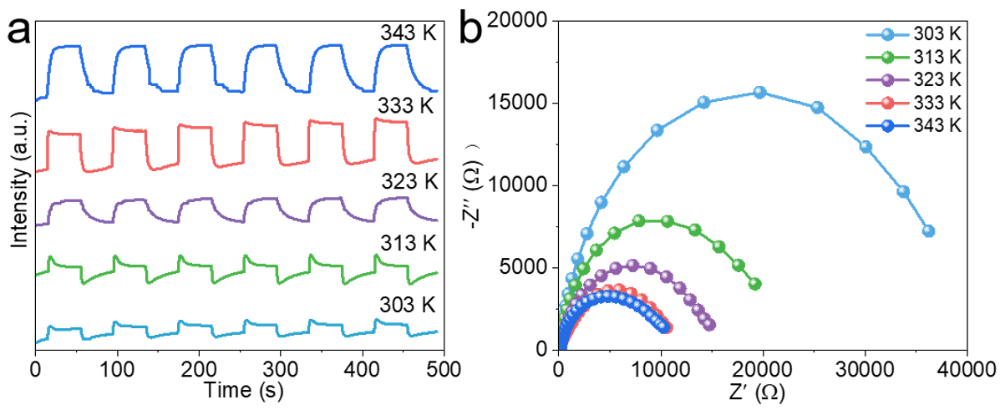 a
343 K
333 K
323 K
313 K
303 K
Intensity (a.u.)
0
100
200
300
400
500
Time (s)
b
20000
15000
10000
5000
0
-Z″ (Ω)）
303 K
313 K
323 K
333 K
343 K
0
10000
20000
30000
40000
Z′ (Ω)